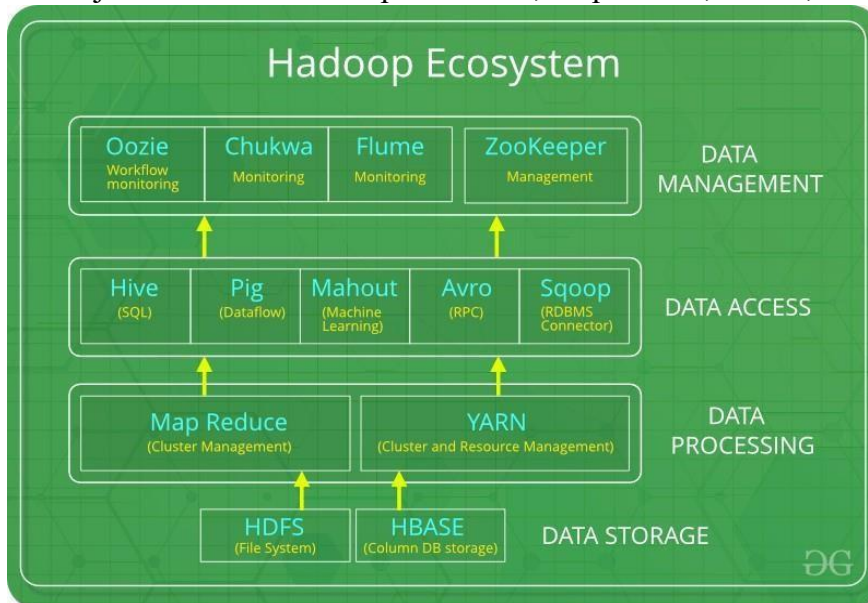 Hadoop Ecosystem
Oozie
Workflow
monitoring
Chukwa
Monitoring
Flume
Monitoring
ZooKeeper
Management
DATA
MANAGEMENT
Hive
(SQL)
Pig
(Dataflow)
Mahout
(Machine
Learning)
Avro
(RPC)
Sqoop
(RDBMS
Connector)
DATA ACCESS
Map Reduce
(Cluster Management)
YARN
(Cluster and Resource Management)
DATA
PROCESSING
HDFS
(File System)
HBASE
(Column DB storage)
DATA STORAGE